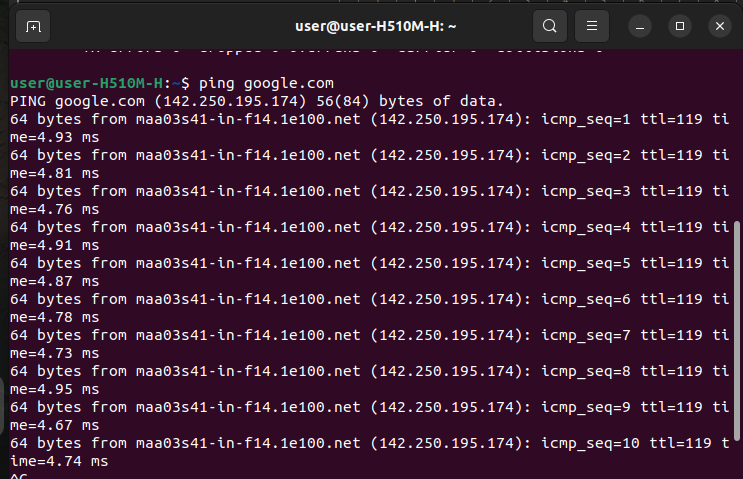 user@user-H510M-H: ~
user@user-H510M-H:~$ ping google.com
PING google.com (142.250.195.174) 56(84) bytes of data.
64 bytes from maa03s41-in-f14.1e100.net (142.250.195.174): icmp_seq=1 ttl=119 ti
me=4.93 ms
64 bytes from maa03s41-in-f14.1e100.net (142.250.195.174): icmp_seq=2 ttl=119 ti
me=4.81 ms
64 bytes from maa03s41-in-f14.1e100.net (142.250.195.174): icmp_seq=3 ttl=119 ti
me=4.76 ms
64 bytes from maa03s41-in-f14.1e100.net (142.250.195.174): icmp_seq=4 ttl=119 ti
me=4.91 ms
64 bytes from maa03s41-in-f14.1e100.net (142.250.195.174): icmp_seq=5 ttl=119 ti
me=4.87 ms
64 bytes from maa03s41-in-f14.1e100.net (142.250.195.174): icmp_seq=6 ttl=119 ti
me=4.78 ms
64 bytes from maa03s41-in-f14.1e100.net (142.250.195.174): icmp_seq=7 ttl=119 ti
me=4.73 ms
64 bytes from maa03s41-in-f14.1e100.net (142.250.195.174): icmp_seq=8 ttl=119 ti
me=4.95 ms
64 bytes from maa03s41-in-f14.1e100.net (142.250.195.174): icmp_seq=9 ttl=119 ti
me=4.67 ms
64 bytes from maa03s41-in-f14.1e100.net (142.250.195.174): icmp_seq=10 ttl=119 t
ime=4.74 ms
^C